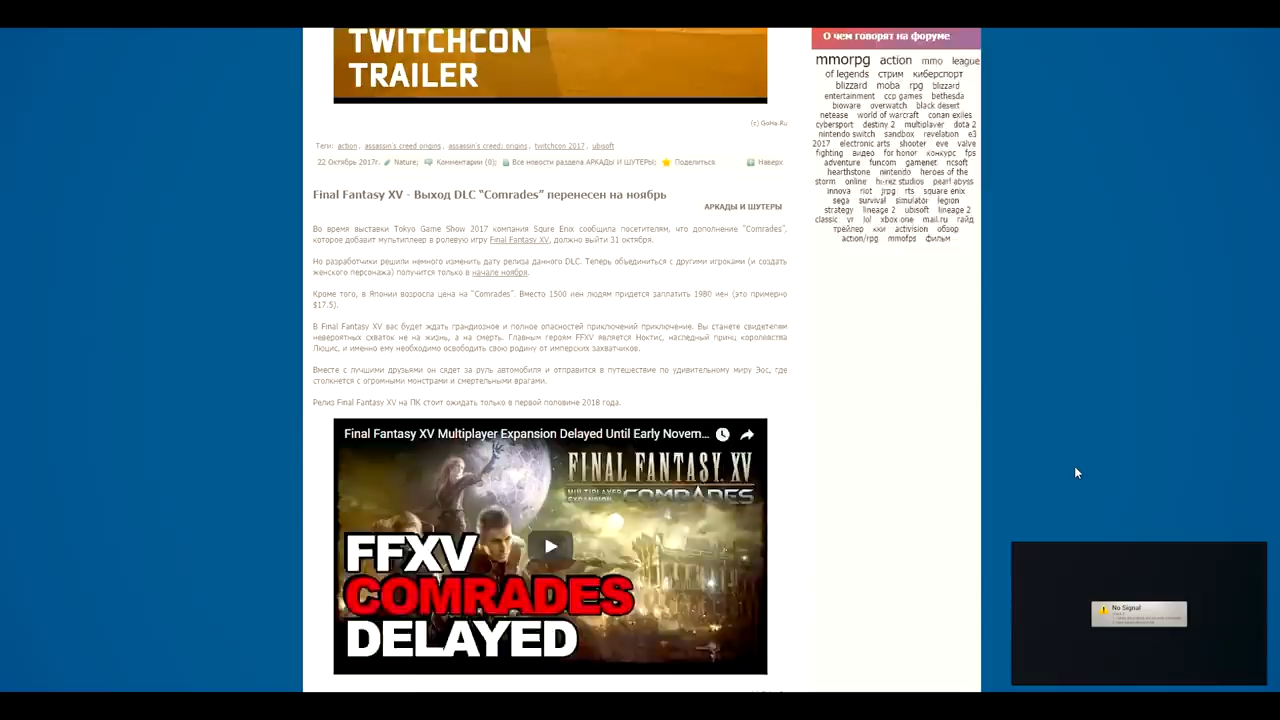 TWITCHCON
TRAILER
(c) GoHa.Ru
Теги: action, assassin's creed origins, assassin's creed: origins, twitchcon 2017, ubisoft
22 Октябрь 2017г. Nature; Комментарии (0); Все новости раздела АРКАДЫ И ШУТЕРЫ; Поделиться Наверх
Final Fantasy XV - Выход DLC “Comrades” перенесен на ноябрь
АРКАДЫ И ШУТЕРЫ
Во время выставки Tokyo Game Show 2017 компания Squre Enix сообщила посетителям, что дополнение “Comrades”,
которое добавит мультиплеер в ролевую игру Final Fantasy XV, должно выйти 31 октября.
Но разработчики решили немного изменить дату релиза данного DLC. Теперь объединиться с другими игроками (и создать
женского персонажа) получится только в начале ноября.
Кроме того, в Японии возросла цена на “Comrades”. Вместо 1500 иен людям придется заплатить 1980 иен (это примерно
$17.5).
В Final Fantasy XV вас будет ждать грандиозное и полное опасностей приключений приключение. Вы станете свидетелям
невероятных схваток не на жизнь, а на смерть. Главным героям FFXV является Ноктис, наследный принц королевства
Люцис, и именно ему необходимо освободить свою родину от имперских захватчиков.
Вместе с лучшими друзьями он сядет за руль автомобиля и отправится в путешествие по удивительному миру Эос, где
столкнется с огромными монстрами и смертельными врагами.
Релиз Final Fantasy XV на ПК стоит ожидать только в первой половине 2018 года.
Final Fantasy XV Multiplayer Expansion Delayed Until Early Novem...
FINAL FANTASY XV
MULTIPLAYER
EXPANSION COMRADES
FFXV
COMRADES
DELAYED
О чем говорят на форуме
mmorpg action mmo league
of legends стрим киберспорт
blizzard moba rpg blizzard
entertainment ccp games bethesda
bioware overwatch black desert
netease world of warcraft conan exiles
cybersport destiny 2 multiplayer dota 2
nintendo switch sandbox revelation e3
2017 electronic arts shooter eve valve
fighting видео for honor конкурс fps
adventure funcom gamenet ncsoft
hearthstone nintendo heroes of the
storm online hi-rez studios pearl abyss
innova riot jrpg rts square enix
sega survival simulator legion
strategy lineage 2 ubisoft lineage 2
classic vr lol xbox one mail.ru гайд
трейлер кки activision обзор
action/rpg mmofps фильм
No Signal